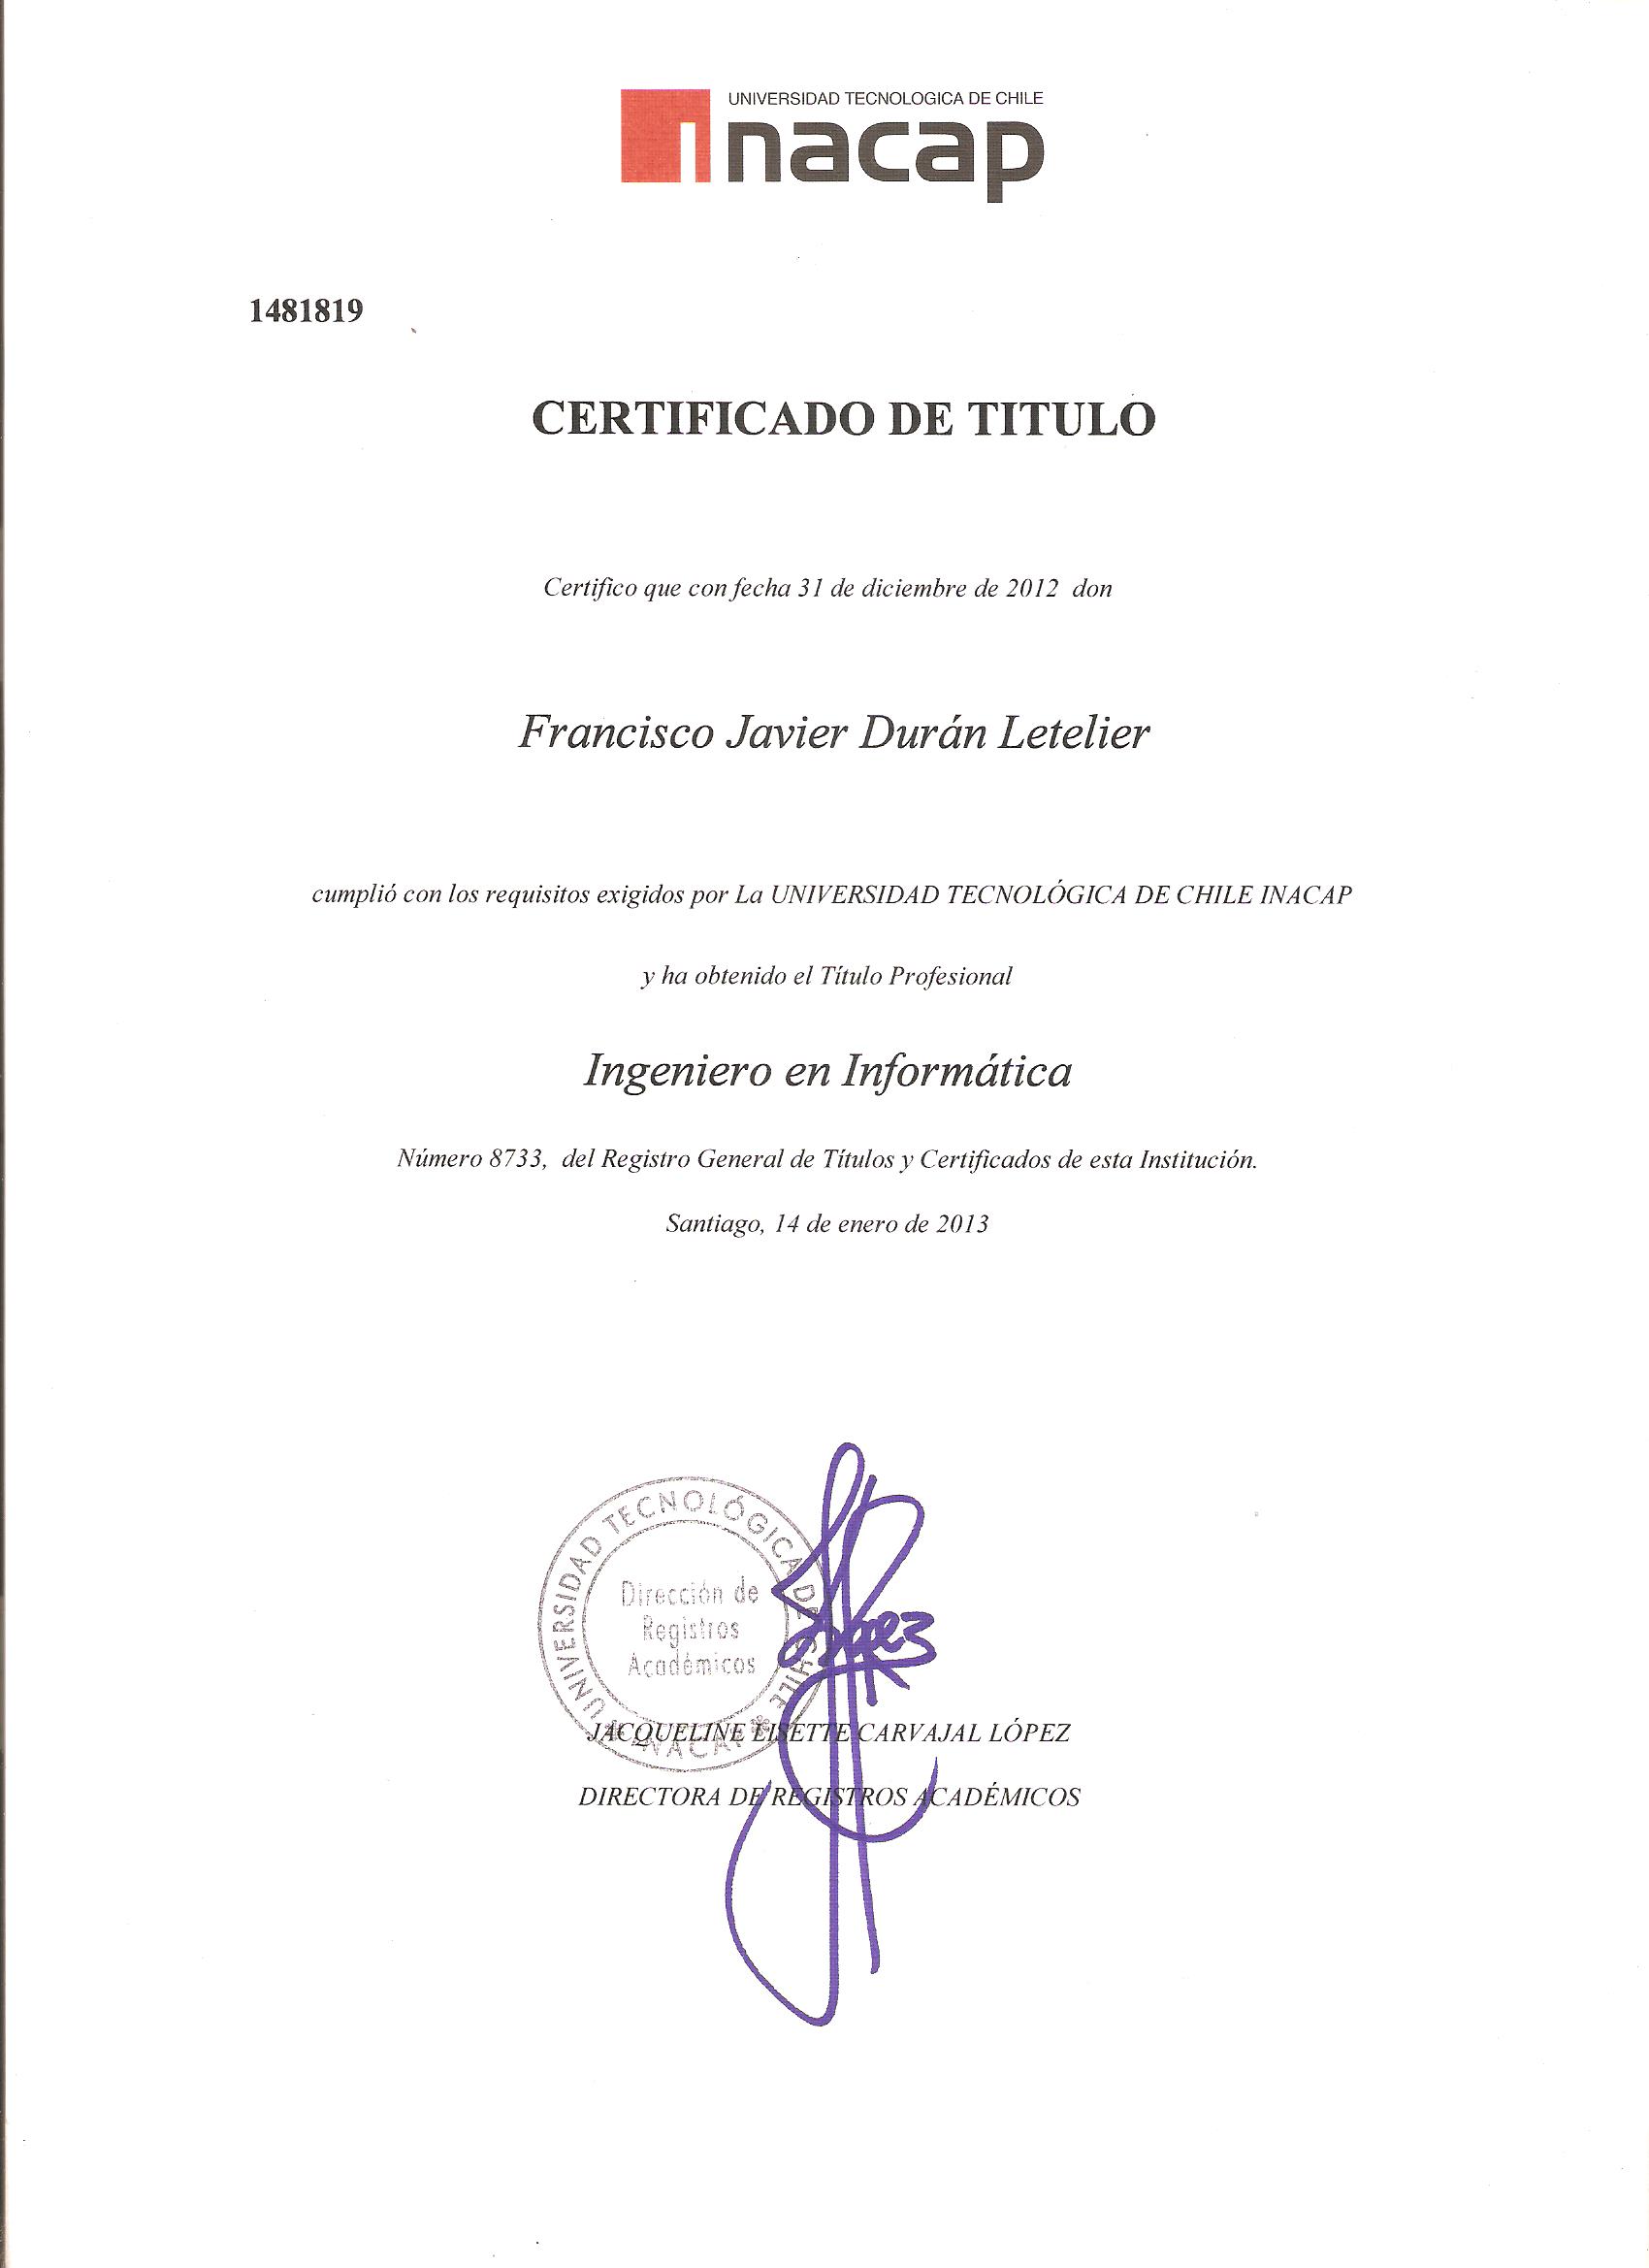 UNIVERSIDAD TECNOLOGICA DE CHILE
inacap
1481819
CERTIFICADO DE TITULO
Certifico que con fecha 31 de diciembre de 2012 don
Francisco Javier Durán Letelier
cumplió con los requisitos exigidos por La UNIVERSIDAD TECNOLÓGICA DE CHILE INACAP
y ha obtenido el Título Profesional
Ingeniero en Informática
Número 8733, del Registro General de Títulos y Certificados de esta Institución.
Santiago, 14 de enero de 2013
UNIVERSIDAD TECNOLÓGICA DE CHILE
INACAP
Dirección de
Registros
Académicos
JLópez
JACQUELINE LISETTE CARVAJAL LÓPEZ
DIRECTORA DE REGISTROS ACADÉMICOS